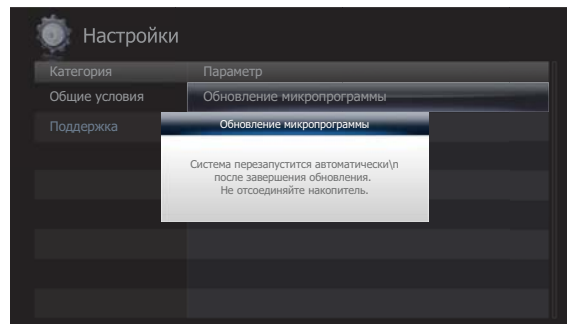 Настройки
Категория Параметр
Общие условия Обновление микропрограммы
Поддержка
Обновление микропрограммы
Система перезапустится автоматически\n
после завершения обновления.
Не отсоединяйте накопитель.